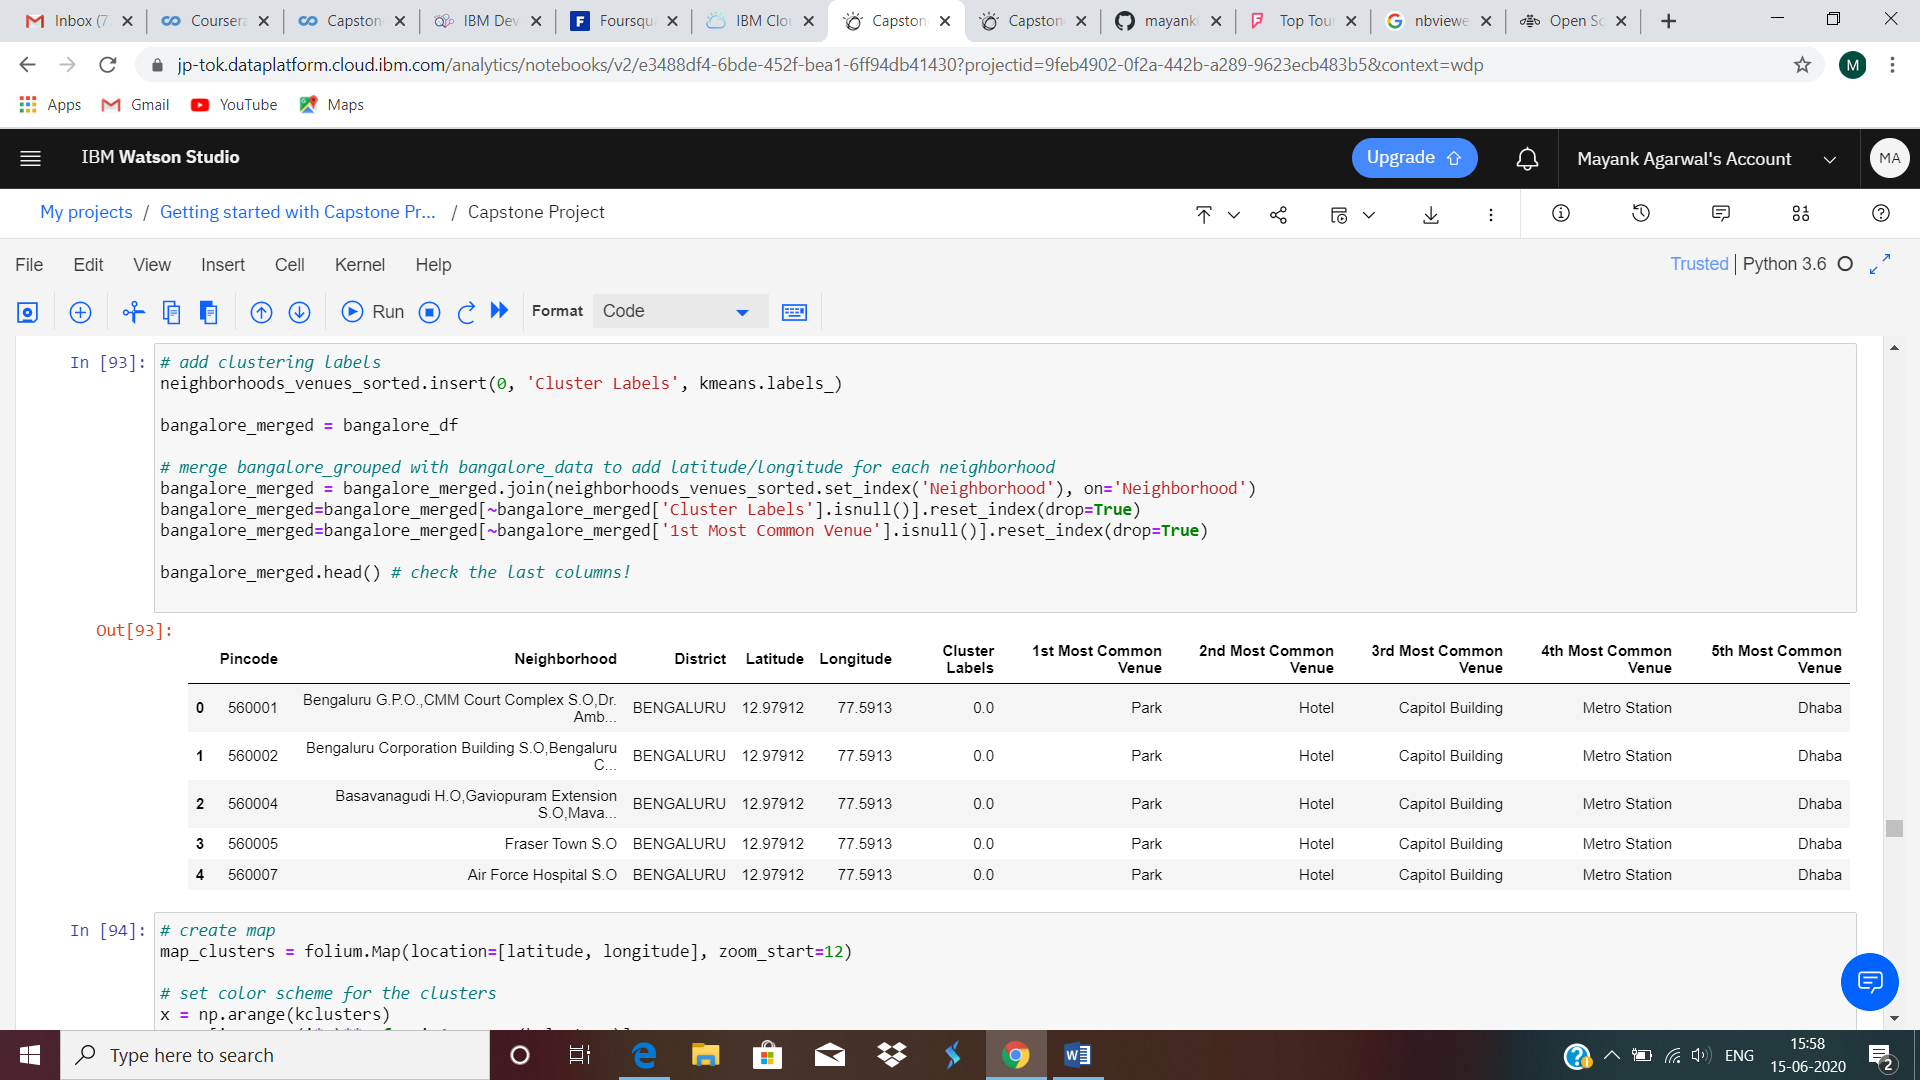 Inbox (7
Coursera
Capston
IBM Dev
Foursqu
IBM Clou
Capston
Capston
mayank
Top Tour
nbviewe
Open So
jp-tok.dataplatform.cloud.ibm.com/analytics/notebooks/v2/e3488df4-6bde-452f-bea1-6ff94db41430?projectid=9feb4902-0f2a-442b-a289-9623ecb483b5&context=wdp
M
Apps
Gmail
YouTube
Maps
IBM Watson Studio
Upgrade
Mayank Agarwal's Account
MA
My projects / Getting started with Capstone Pr... / Capstone Project
File Edit View Insert Cell Kernel Help
Trusted | Python 3.6
Run
Format
Code
In [93]:
# add clustering labels
neighborhoods_venues_sorted.insert(0, 'Cluster Labels', kmeans.labels_)
bangalore_merged = bangalore_df
# merge bangalore_grouped with bangalore_data to add latitude/longitude for each neighborhood
bangalore_merged = bangalore_merged.join(neighborhoods_venues_sorted.set_index('Neighborhood'), on='Neighborhood')
bangalore_merged=bangalore_merged[~bangalore_merged['Cluster Labels'].isnull()].reset_index(drop=True)
bangalore_merged=bangalore_merged[~bangalore_merged['1st Most Common Venue'].isnull()].reset_index(drop=True)
bangalore_merged.head() # check the last columns!
Out[93]:
Pincode Neighborhood District Latitude Longitude Cluster Labels 1st Most Common Venue 2nd Most Common Venue 3rd Most Common Venue 4th Most Common Venue 5th Most Common Venue
0 560001 Bengaluru G.P.O.,CMM Court Complex S.O,Dr. Amb... BENGALURU 12.97912 77.5913 0.0 Park Hotel Capitol Building Metro Station Dhaba
1 560002 Bengaluru Corporation Building S.O,Bengaluru C... BENGALURU 12.97912 77.5913 0.0 Park Hotel Capitol Building Metro Station Dhaba
2 560004 Basavanagudi H.O,Gaviopuram Extension S.O,Mava... BENGALURU 12.97912 77.5913 0.0 Park Hotel Capitol Building Metro Station Dhaba
3 560005 Fraser Town S.O BENGALURU 12.97912 77.5913 0.0 Park Hotel Capitol Building Metro Station Dhaba
4 560007 Air Force Hospital S.O BENGALURU 12.97912 77.5913 0.0 Park Hotel Capitol Building Metro Station Dhaba
In [94]:
# create map
map_clusters = folium.Map(location=[latitude, longitude], zoom_start=12)
# set color scheme for the clusters
x = np.arange(kclusters)
Type here to search
ENG
15:58
15-06-2020
2